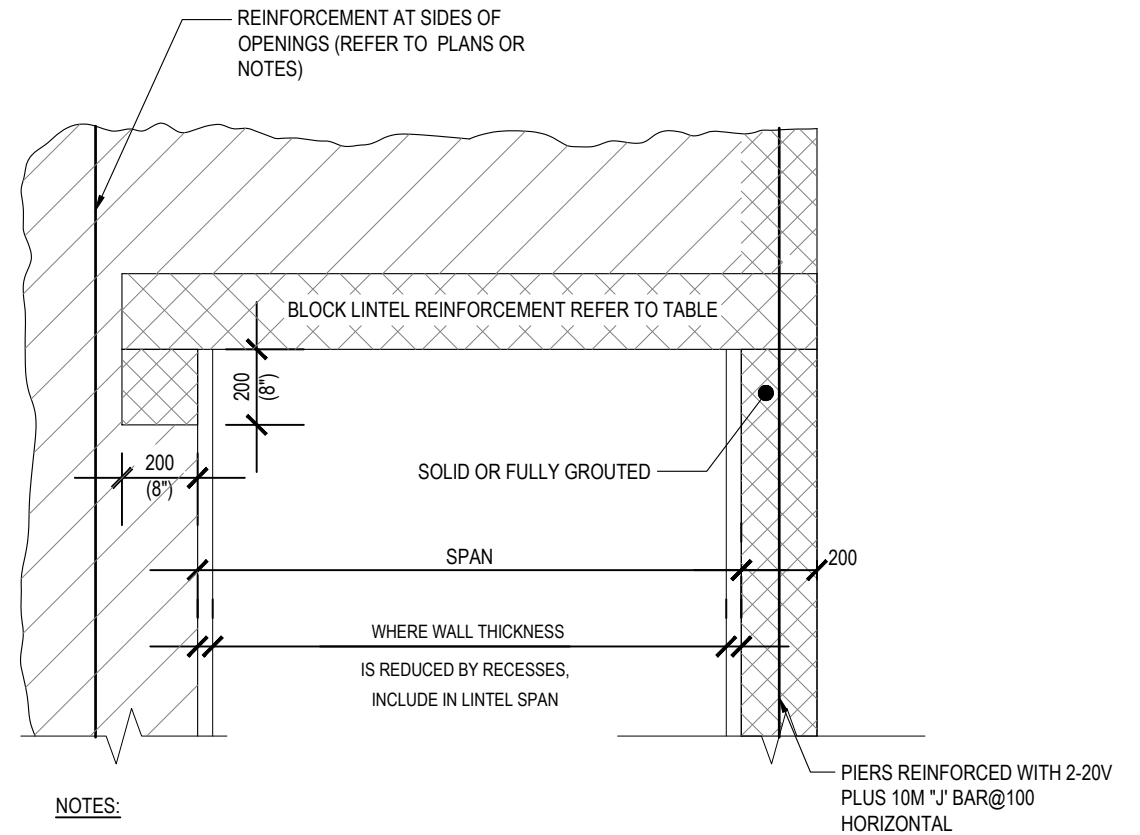 REINFORCEMENT AT SIDES OF
OPENINGS (REFER TO PLANS OR
NOTES)
BLOCK LINTEL REINFORCEMENT REFER TO TABLE
200
(8")
200
(8")
SOLID OR FULLY GROUTED
SPAN
200
WHERE WALL THICKNESS
IS REDUCED BY RECESSES,
INCLUDE IN LINTEL SPAN
PIERS REINFORCED WITH 2-20V
PLUS 10M "J' BAR@100
HORIZONTAL
NOTES: